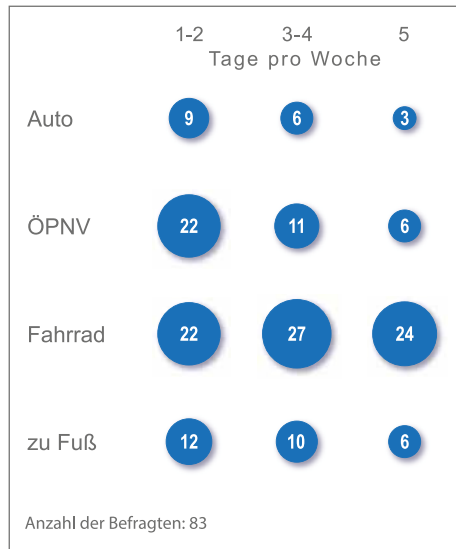 1-2 3-4 5
Tage pro Woche
Auto 9 6 3
ÖPNV 22 11 6
Fahrrad 22 27 24
zu Fuß 12 10 6
Anzahl der Befragten: 83